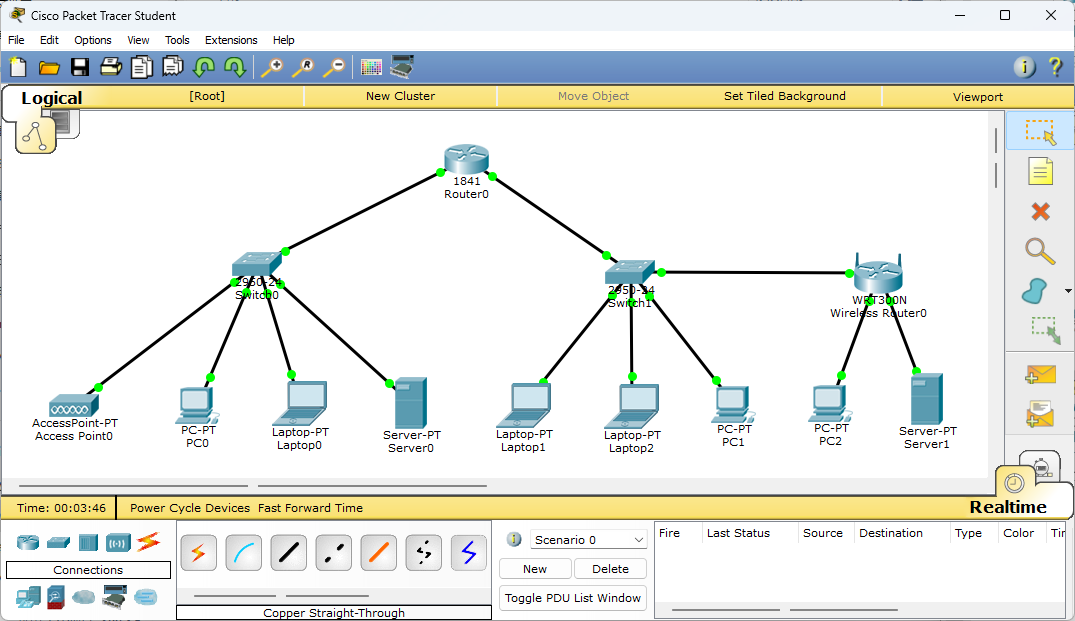 Cisco Packet Tracer Student
File Edit Options View Tools Extensions Help
Logical
[Root]
New Cluster
Move Object
Set Tiled Background
Viewport
1841
Router0
2950-24
Switch0
2950-24
Switch1
WRT300N
Wireless Router0
AccessPoint-PT
Access Point0
PC-PT
PC0
Laptop-PT
Laptop0
Server-PT
Server0
Laptop-PT
Laptop1
Laptop-PT
Laptop2
PC-PT
PC1
PC-PT
PC2
Server-PT
Server1
Time: 00:03:46
Power Cycle Devices Fast Forward Time
Realtime
Connections
Copper Straight-Through
Scenario 0
New
Delete
Toggle PDU List Window
Fire Last Status Source Destination Type Color Tir